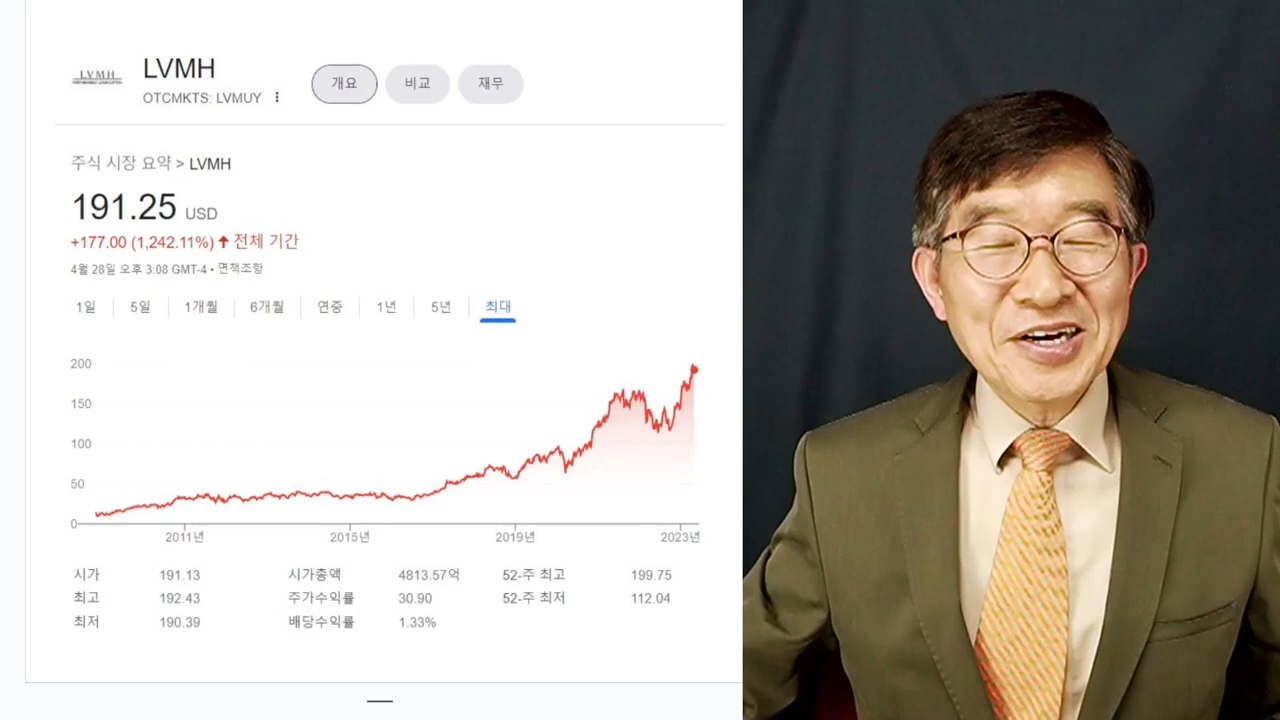 LVMH
LVMH
OTCMKTS: LVMUY
개요 비교 재무
주식 시장 요약 > LVMH
191.25 USD
+177.00 (1,242.11%) ↑ 전체 기간
4월 28일 오후 3:08 GMT-4 • 면책조항
1일 5일 1개월 6개월 연중 1년 5년 최대
200
150
100
50
0
2011년 2015년 2019년 2023년
시가 191.13 시가총액 4813.57억 52-주 최고 199.75
최고 192.43 주가수익률 30.90 52-주 최저 112.04
최저 190.39 배당수익률 1.33%